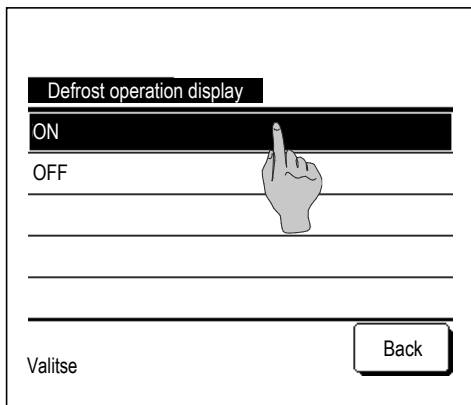 Defrost operation display
ON
OFF
Valitse
Back